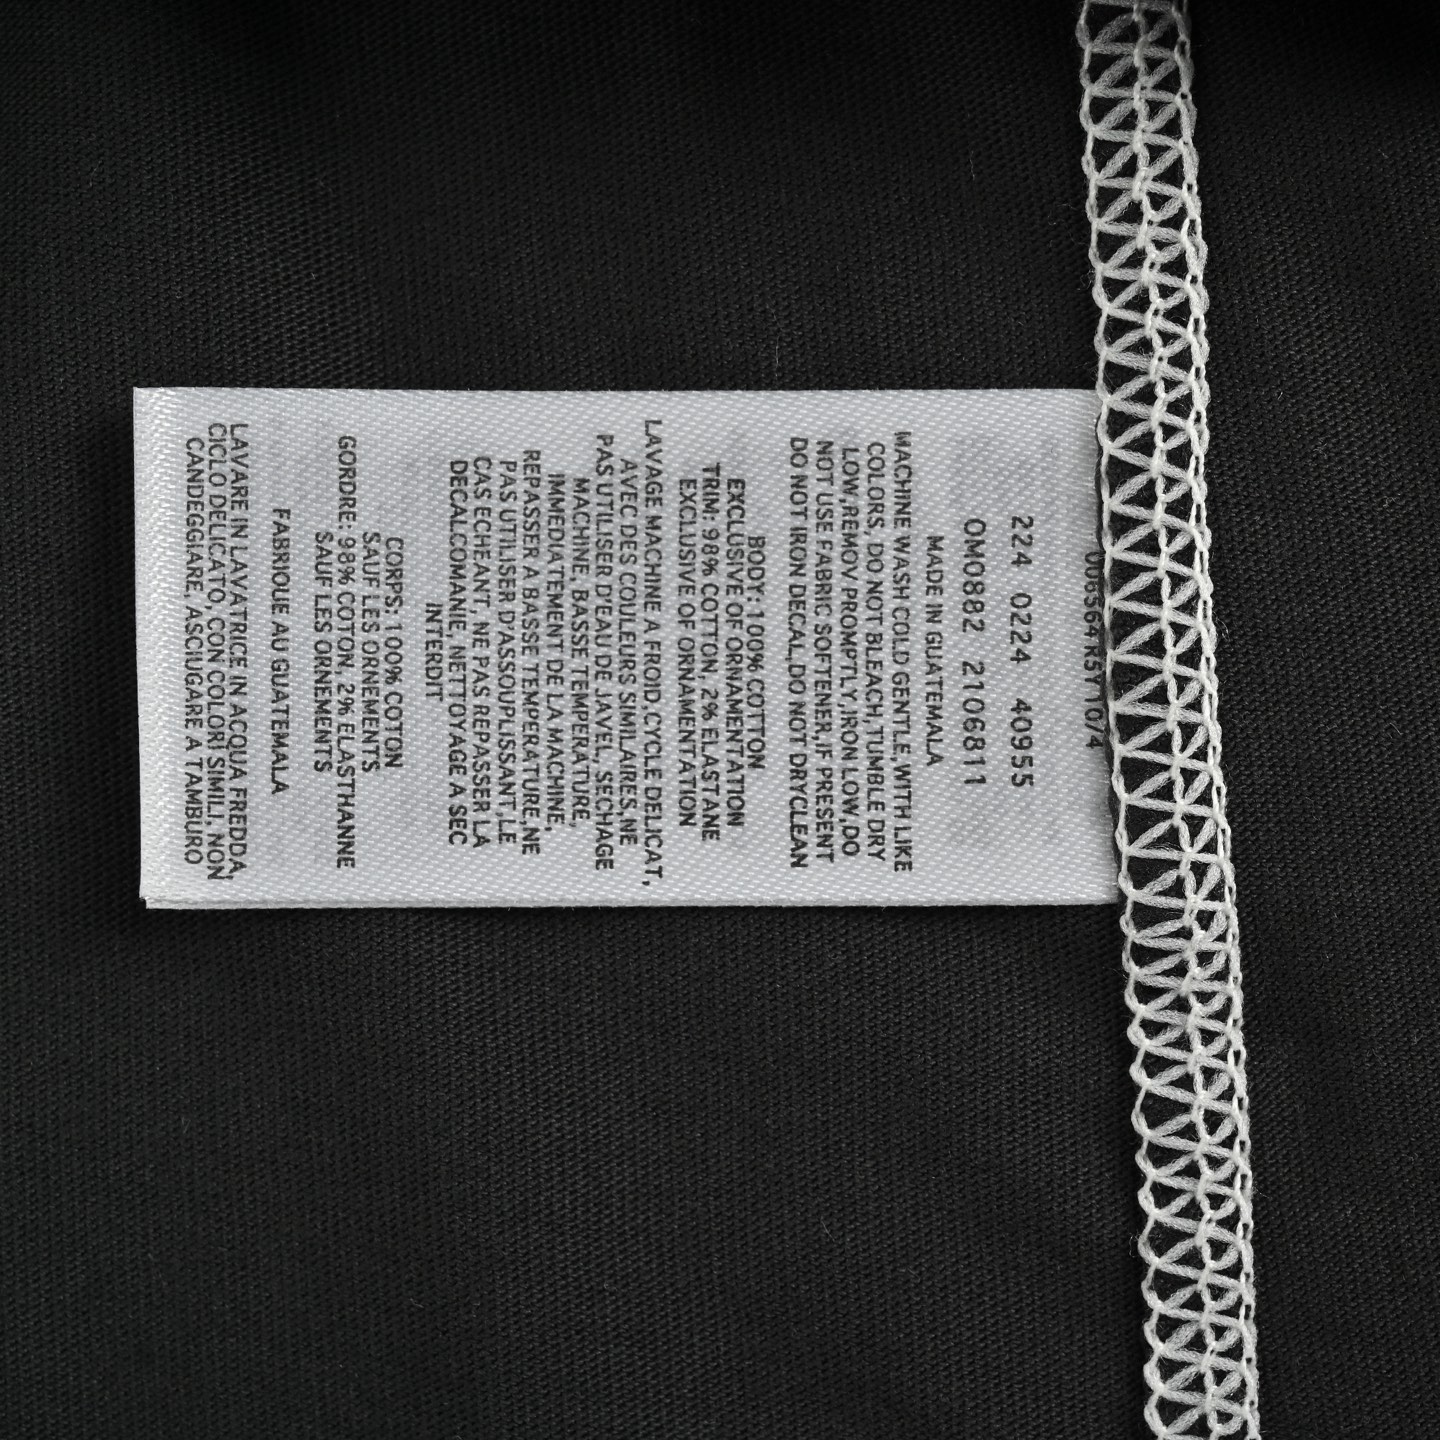 224 0224 40955
OM0882 2106811
MADE IN GUATEMALA
MACHINE WASH COLD GENTLE,WITH LIKE
COLORS, DO NOT BLEACH,TUMBLE DRY
LOW,REMOV PROMPTLY,IRON LOW,DO
NOT USE FABRIC SOFTENER,IF PRESENT
DO NOT IRON DECAL,DO NOT DRYCLEAN
BODY: 100% COTTON
EXCLUSIVE OF ORNAMENTATION
TRIM: 98% COTTON, 2% ELASTANE
EXCLUSIVE OF ORNAMENTATION
LAVAGE MACHINE A FROID,CYCLE DELICAT,
AVEC DES COULEURS SIMILAIRES,NE
PAS UTILISER D'EAU DE JAVEL, SECHAGE
MACHINE, BASSE TEMPERATURE,
IMMEDIATEMENT DE LA MACHINE,
REPASSER A BASSE TEMPERATURE,NE
PAS UTILISER D'ASSOUPLISSANT,LE
CAS ECHEANT, NE PAS REPASSER LA
DECALCOMANIE, NETTOYAGE A SEC
INTERDIT
CORPS: 100% COTON
SAUF LES ORNEMENTS
GORDRE: 98% COTON, 2% ELASTHANNE
SAUF LES ORNEMENTS
FABRIQUE AU GUATEMALA
LAVARE IN LAVATRICE IN ACQUA FREDDA,
CICLO DELICATO, CON COLORI SIMILI, NON
CANDEGGIARE, ASCIUGARE A TAMBURO